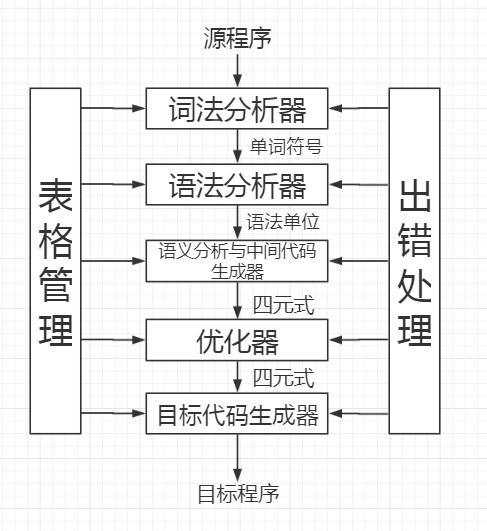 源程序
词法分析器
单词符号
语法分析器
语法单位
语义分析与中间代码
生成器
四元式
优化器
四元式
目标代码生成器
目标程序
表格管理
出错处理